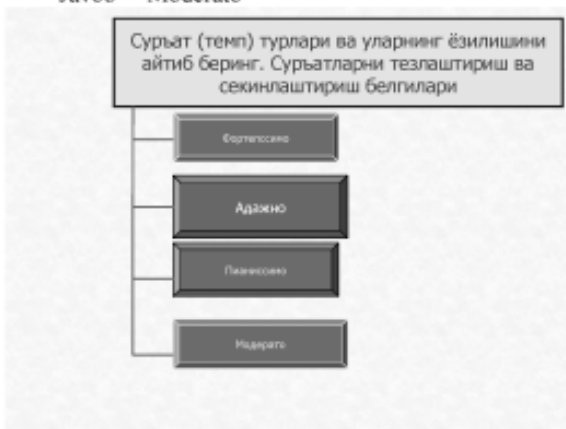 Суръат (темп) турлари ва уларнинг ёзилишини
айтиб беринг. Суръатларни тезлаштириш ва
секинлаштириш белгилари
Адажио
Пианиссимо
Модерато